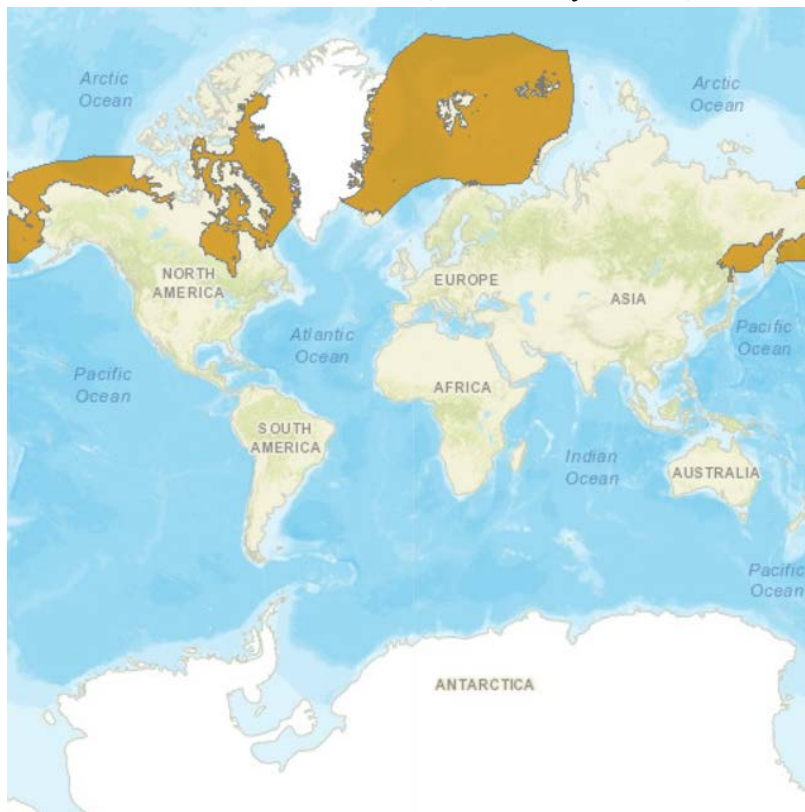 Arctic
Ocean
Arctic
Ocean
NORTH
AMERICA
EUROPE
ASIA
Atlantic
Ocean
Pacific
Ocean
Pacific
Ocean
AFRICA
SOUTH
AMERICA
Indian
Ocean
AUSTRALIA
Pacific
Ocean
ANTARCTICA